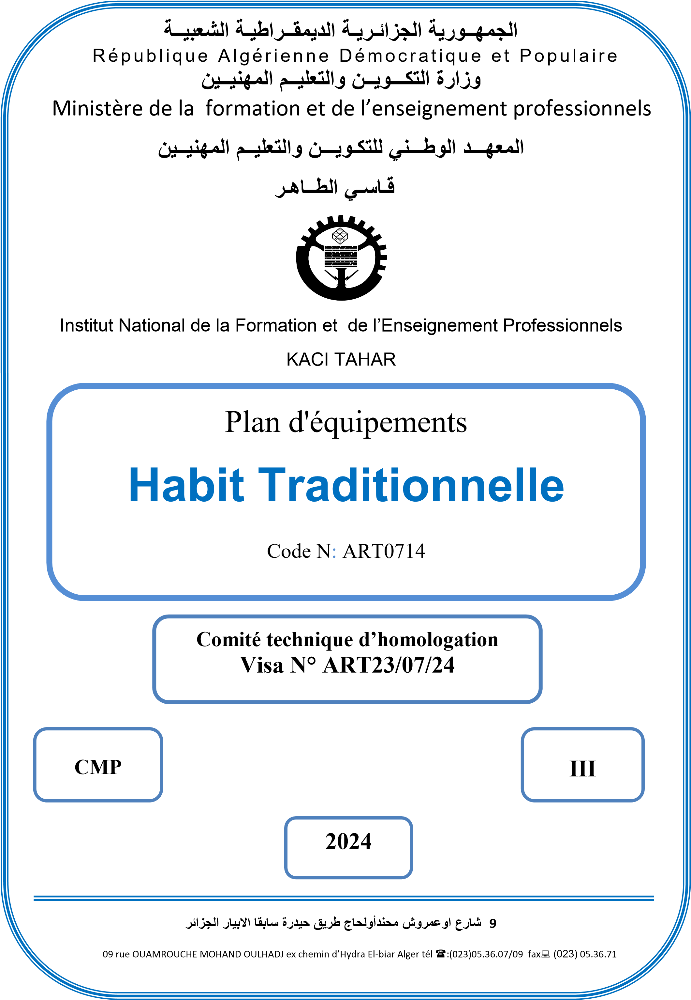 الجمهورية الجزائرية الديمقراطية الشعبية
République Algérienne Démocratique et Populaire
وزارة التكوين والتعليم المهنيين
Ministère de la formation et de l’enseignement professionnels
المعهد الوطني للتكوين والتعليم المهنيين
قاسي الطاهر
Institut National de la Formation et de l’Enseignement Professionnels
KACI TAHAR
Plan d'équipements
Habit Traditionnelle
Code N: ART0714
Comité technique d’homologation
Visa N° ART23/07/24
CMP
III
2024
9 شارع اوعمروش محندأولحاج طريق حيدرة سابقا الابيار الجزائر
09 rue OUAMROUCHE MOHAND OULHADJ ex chemin d’Hydra El-biar Alger tél ☎:(023)05.36.07/09 fax💻 (023) 05.36.71